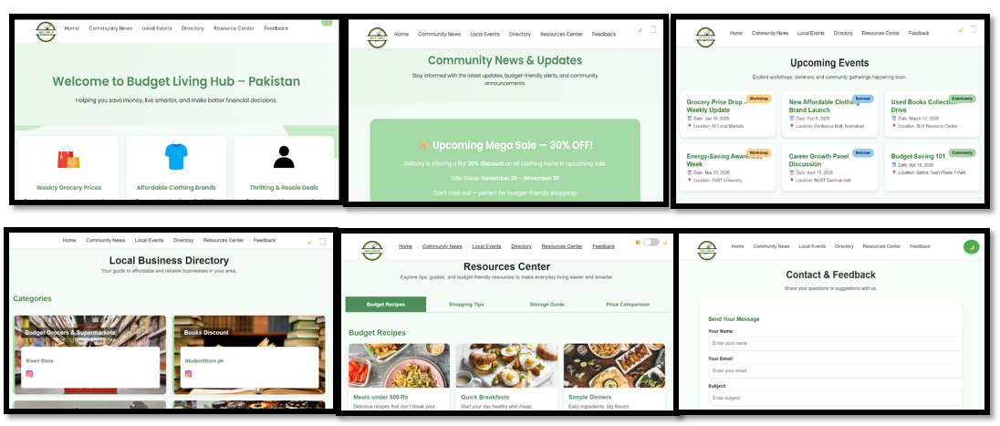 Home Community News Local Events Directory Resource Center Feedback
Welcome to Budget Living Hub – Pakistan
Helping you save money, live smarter, and make better financial decisions.
Weekly Grocery Prices
Affordable Clothing Brands
Thrifting & Resale Deals
Home Community News Local Events Directory Resources Center Feedback
Community News & Updates
Stay informed with the latest updates, budget-friendly alerts, and community
announcements.
Upcoming Mega Sale — 30% OFF!
Zellbury is offering a flat 30% discount on all clothing items in upcoming sale.
Sale Dates: November 20 – November 30
Don't miss out — perfect for budget-friendly shopping!
Home Community News Local Events Directory Resources Center Feedback
Upcoming Events
Explore workshops, seminars, and community gatherings happening soon.
Grocery Price Drop –
Weekly Update
Workshop
Date: Jan 10, 2026
Location: All Local Markets
New Affordable Clothing
Brand Launch
Seminar
Date: Feb 5, 2026
Location: Centaurus Mall, Islamabad
Used Books Collection
Drive
Community
Date: March 12, 2026
Location: BLH Resource Center
Energy-Saving Awareness
Week
Workshop
Date: Mar 23, 2026
Location: FAST University
Career Growth Panel
Discussion
Seminar
Date: April 15, 2026
Location: NUST Seminar Hall
Budget Saving 101
Community
Date: Apr 18, 2026
Location: Bahria Town Phase 4 Park
Home Community News Local Events Directory Resources Center Feedback
Local Business Directory
Your guide to affordable and reliable businesses in your area.
Categories
Budget Grocers & Supermarkets
Risen Store
Books Discount
StudentStore.pk
Home Community News Local Events Directory Resources Center Feedback
Resources Center
Explore tips, guides, and budget-friendly resources to make everyday living easier and smarter.
Budget Recipes Shopping Tips Storage Guide Price Comparison
Budget Recipes
Meals under 500 Rs
Delicious recipes that don't break your
Quick Breakfasts
Start your day healthy and cheap.
Simple Dinners
Easy ingredients, big flavors.
Home Community News Local Events Directory Resources Center Feedback
Contact & Feedback
Share your questions or suggestions with us.
Send Your Message
Your Name:
Enter your name
Your Email:
Enter your email
Subject:
Enter subject